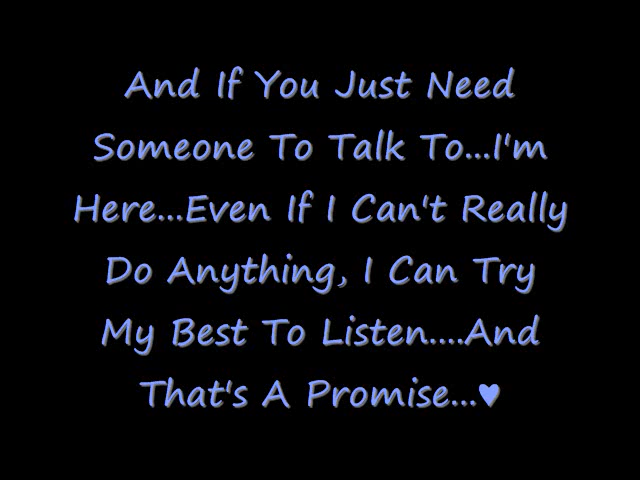 And If You Just Need
Someone To Talk To...I'm
Here...Even If I Can't Really
Do Anything, I Can Try
My Best To Listen....And
That's A Promise...♥